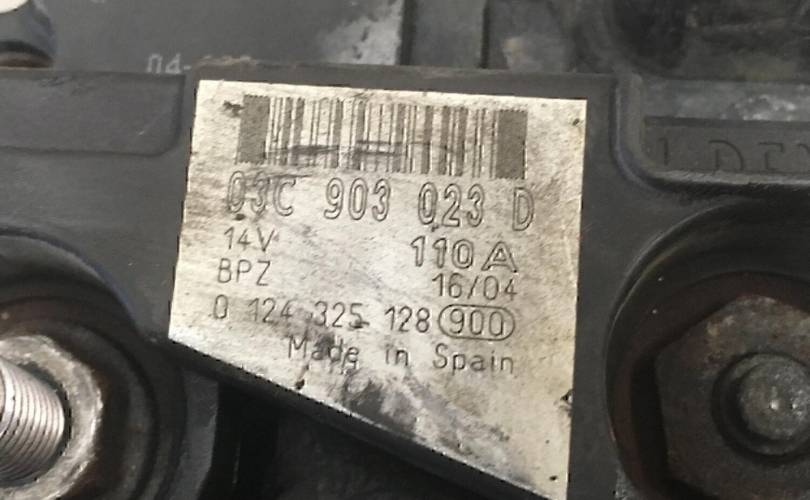 03C 903 023 D
14V 110A
BPZ 16/04
0 124 325 128 900
Made in Spain